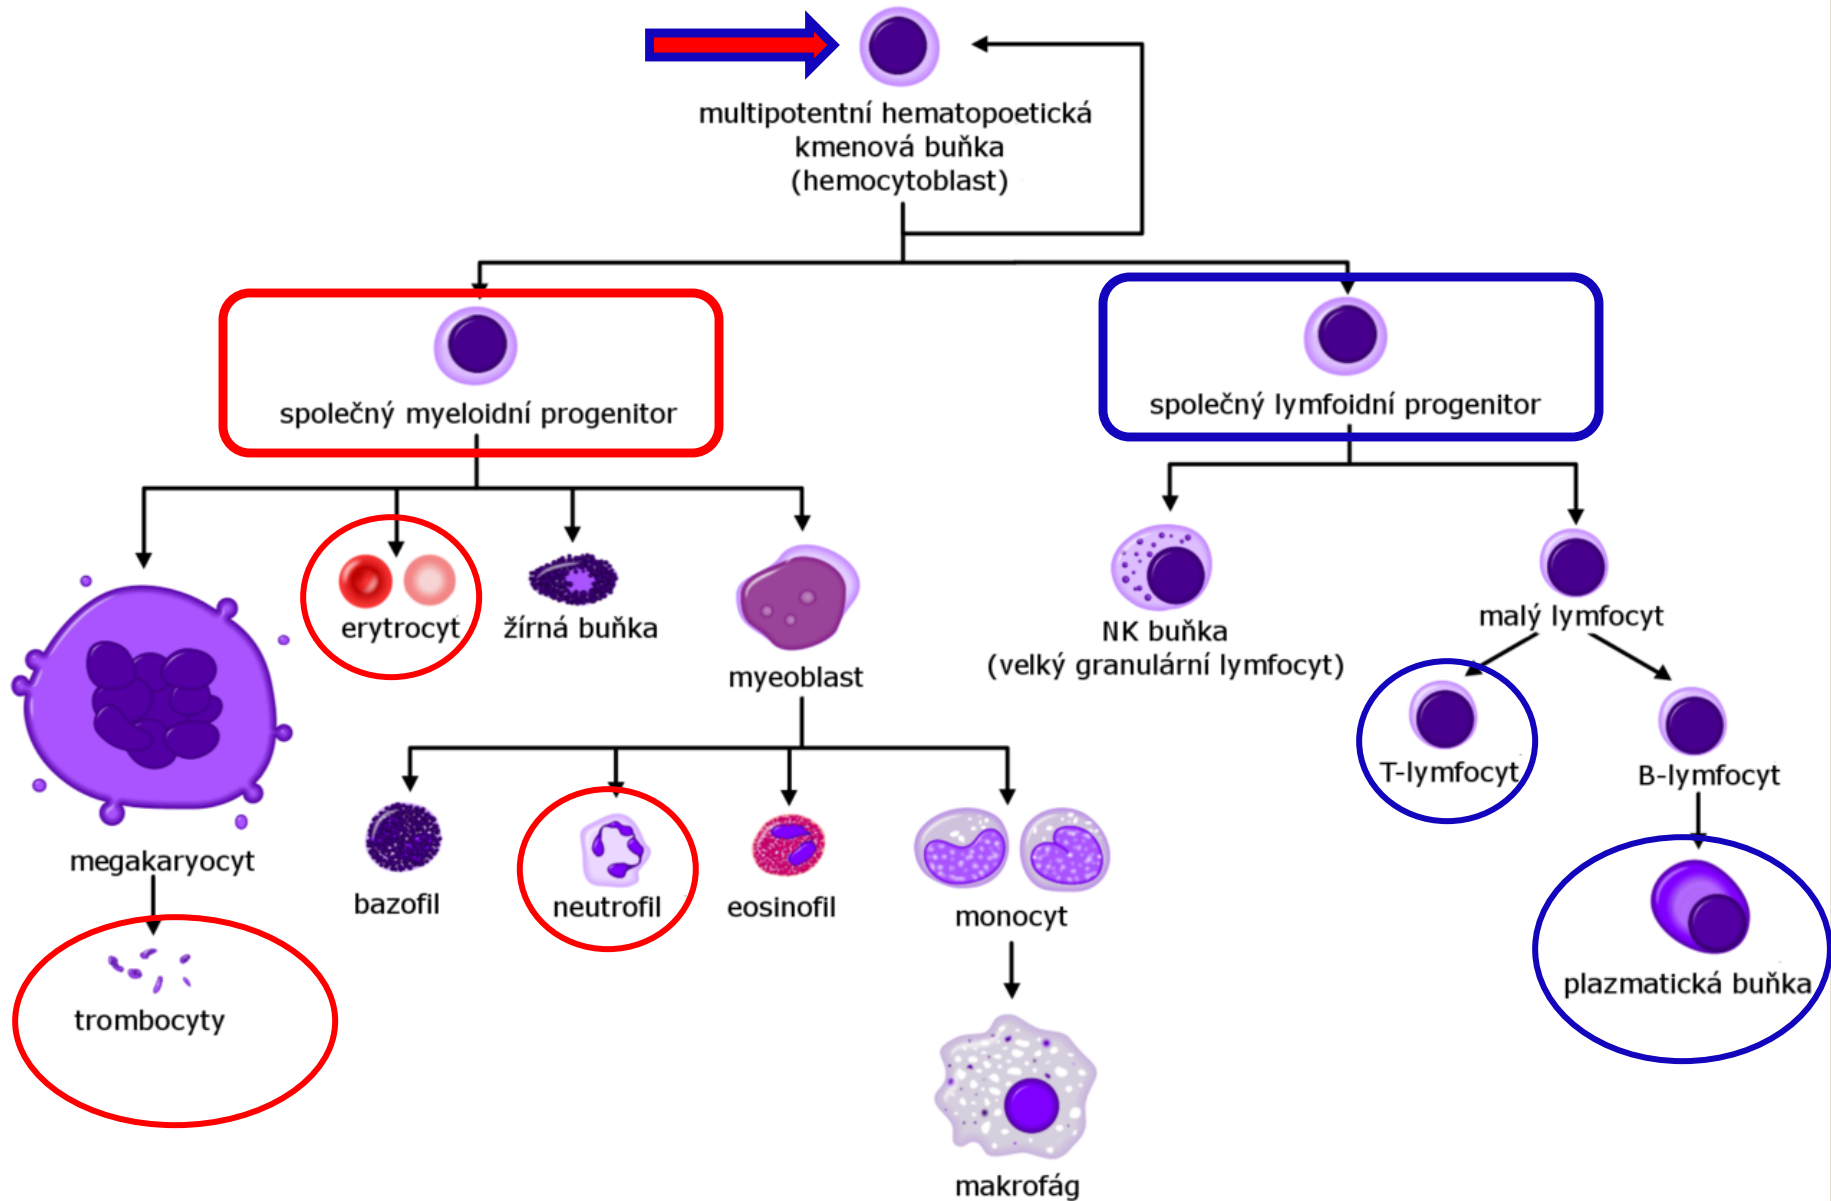 multipotentní hematopoetická
kmenová buňka
(hemocytoblast)
společný myeloidní progenitor
společný lymfoidní progenitor
erytrocyt
žírná buňka
myeoblast
NK buňka
(velký granulární lymfocyt)
malý lymfocyt
T-lymfocyt
B-lymfocyt
megakaryocyt
bazofil
neutrofil
eosinofil
monocyt
trombocyty
plazmatická buňka
makrofág